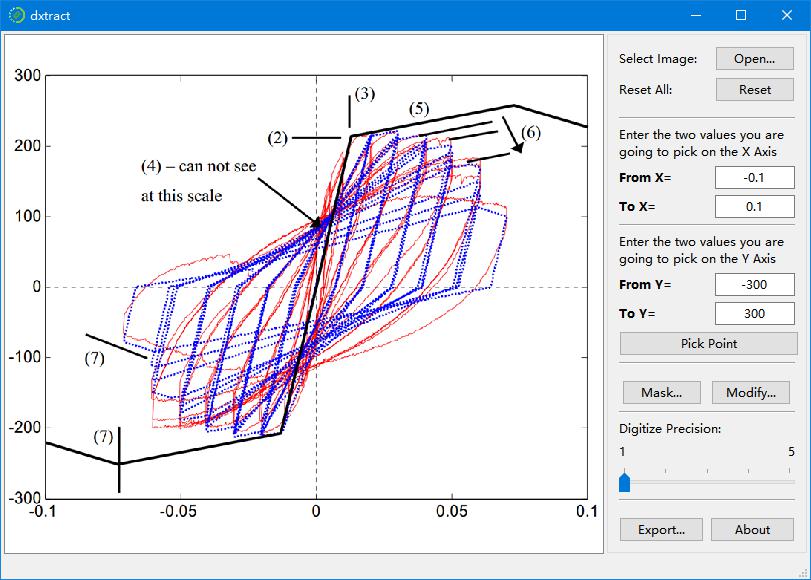 dxtract
300
200
100
0
-100
-200
-300
-0.1
-0.05
0
0.05
0.1
(3)
(5)
(2)
(6)
(4) – can not see
at this scale
(7)
(7)
Select Image:
Open...
Reset All:
Reset
Enter the two values you are
going to pick on the X Axis
From X=
-0.1
To X=
0.1
Enter the two values you are
going to pick on the Y Axis
From Y=
-300
To Y=
300
Pick Point
Mask...
Modify...
Digitize Precision:
1
5
Export...
About